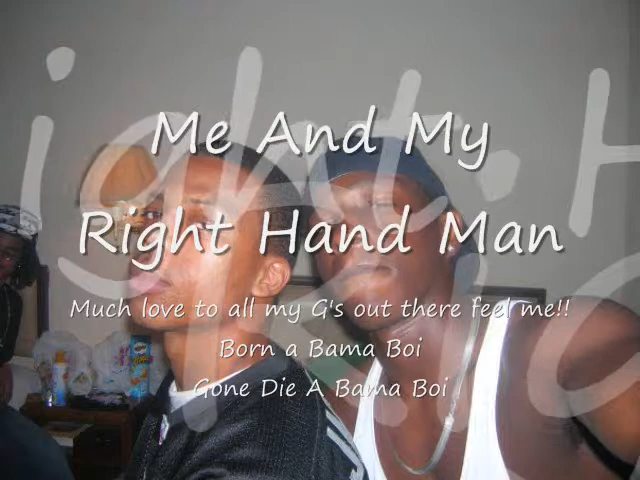 Me And My
Right Hand Man
Much love to all my G's out there feel me!!
Born a Bama Boi
Gone Die A Bama Boi